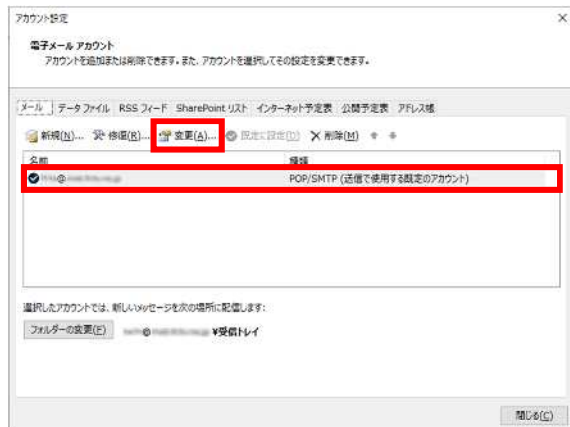 アカウント設定
電子メール アカウント
アカウントを追加または削除できます。また、アカウントを選択してその設定を変更できます。
メール データ ファイル RSS フィード SharePoint リスト インターネット予定表 公開予定表 アドレス帳
新規(N)... 修復(R)... 変更(A)... 既定に設定(D) 削除(M)
名前 種類
@ POP/SMTP (送信で使用する既定のアカウント)
選択したアカウントでは、新しいメッセージを次の場所に配信します:
フォルダーの変更(F) @ ¥受信トレイ
閉じる(C)